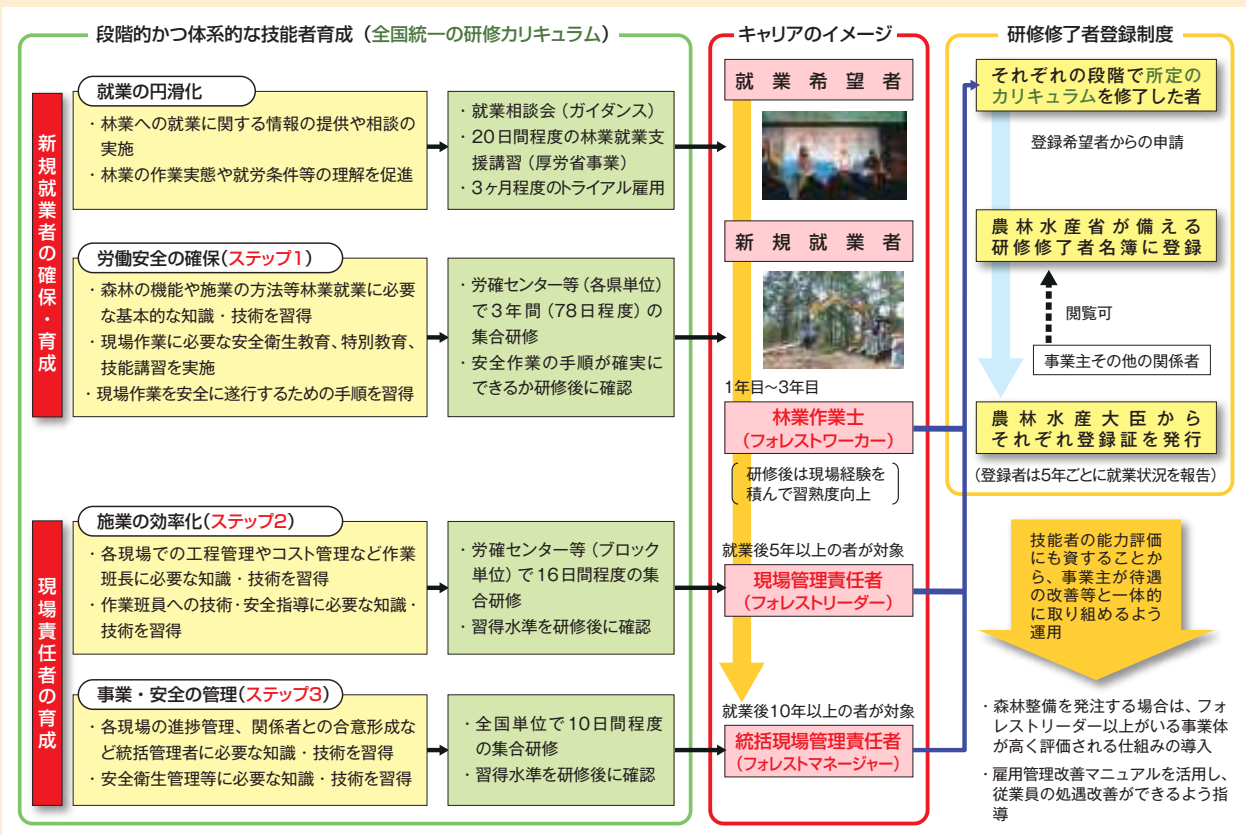 段階的かつ体系的な技能者育成（全国統一の研修カリキュラム）
新規就業者の確保・育成
就業の円滑化
・林業への就業に関する情報の提供や相談の
実施
・林業の作業実態や就労条件等の理解を促進
・就業相談会（ガイダンス）
・20日間程度の林業就業支
援講習（厚労省事業）
・3ヶ月程度のトライアル雇用
労働安全の確保(ステップ1)
・森林の機能や施業の方法等林業就業に必要
な基本的な知識・技術を習得
・現場作業に必要な安全衛生教育、特別教育、
技能講習を実施
・現場作業を安全に遂行するための手順を習得
・労確センター等（各県単位）
で3年間（78日程度）の
集合研修
・安全作業の手順が確実に
できるか研修後に確認
現場責任者の育成
施業の効率化(ステップ2)
・各現場での工程管理やコスト管理など作業
班長に必要な知識・技術を習得
・作業班員への技術・安全指導に必要な知識・
技術を習得
・労確センター等（ブロック
単位）で16日間程度の集
合研修
・習得水準を研修後に確認
事業・安全の管理(ステップ3)
・各現場の進捗管理、関係者との合意形成な
ど統括管理者に必要な知識・技術を習得
・安全衛生管理等に必要な知識・技術を習得
・全国単位で10日間程度
の集合研修
・習得水準を研修後に確認
キャリアのイメージ
就業希望者
新規就業者
1年目～3年目
林業作業士
（フォレストワーカー）
研修後は現場経験を
積んで習熟度向上
就業後5年以上の者が対象
現場管理責任者
（フォレストリーダー）
就業後10年以上の者が対象
統括現場管理責任者
（フォレストマネージャー）
研修修了者登録制度
それぞれの段階で所定の
カリキュラムを修了した者
登録希望者からの申請
農林水産省が備える
研修修了者名簿に登録
閲覧可
事業主その他の関係者
農林水産大臣から
それぞれ登録証を発行
（登録者は5年ごとに就業状況を報告）
技能者の能力評価
にも資することか
ら、事業主が待遇
の改善等と一体的
に取り組めるよう
運用
・森林整備を発注する場合は、フォ
レストリーダー以上がいる事業体
が高く評価される仕組みの導入
・雇用管理改善マニュアルを活用し、
従業員の処遇改善ができるよう指
導